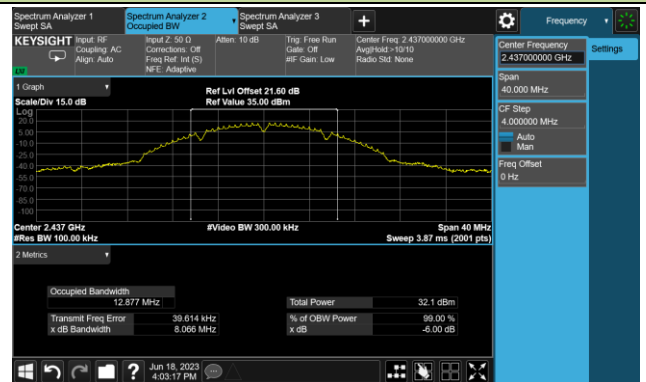 Spectrum Analyzer 1
Swept SA
Spectrum Analyzer 2
Occupied BW
Spectrum Analyzer 3
Swept SA
Frequency
KEYSIGHT
Input: RF
Coupling: AC
Align: Auto
Input Z: 50 Ω
Corrections: Off
Freq Ref: Int (S)
NFE: Adaptive
Atten: 10 dB
Trig: Free Run
Gate: Off
#IF Gain: Low
Center Freq: 2.437000000 GHz
Avg|Hold:>10/10
Radio Std: None
Center Frequency
2.437000000 GHz
Settings
Span
40.000 MHz
CF Step
4.000000 MHz
Auto
Man
Freq Offset
0 Hz
1 Graph
Scale/Div 15.0 dB
Ref Lvl Offset 21.60 dB
Ref Value 35.00 dBm
Log
20.0
5.00
-10.0
-25.0
-40.0
-55.0
-70.0
-85.0
-100
Center 2.437 GHz
#Video BW 300.00 kHz
Span 40 MHz
#Res BW 100.00 kHz
Sweep 3.87 ms (2001 pts)
2 Metrics
Occupied Bandwidth
12.877 MHz
Total Power 32.1 dBm
Transmit Freq Error 39.614 kHz
% of OBW Power 99.00 %
x dB Bandwidth 8.066 MHz
x dB -6.00 dB
Jun 18, 2023
4:03:17 PM